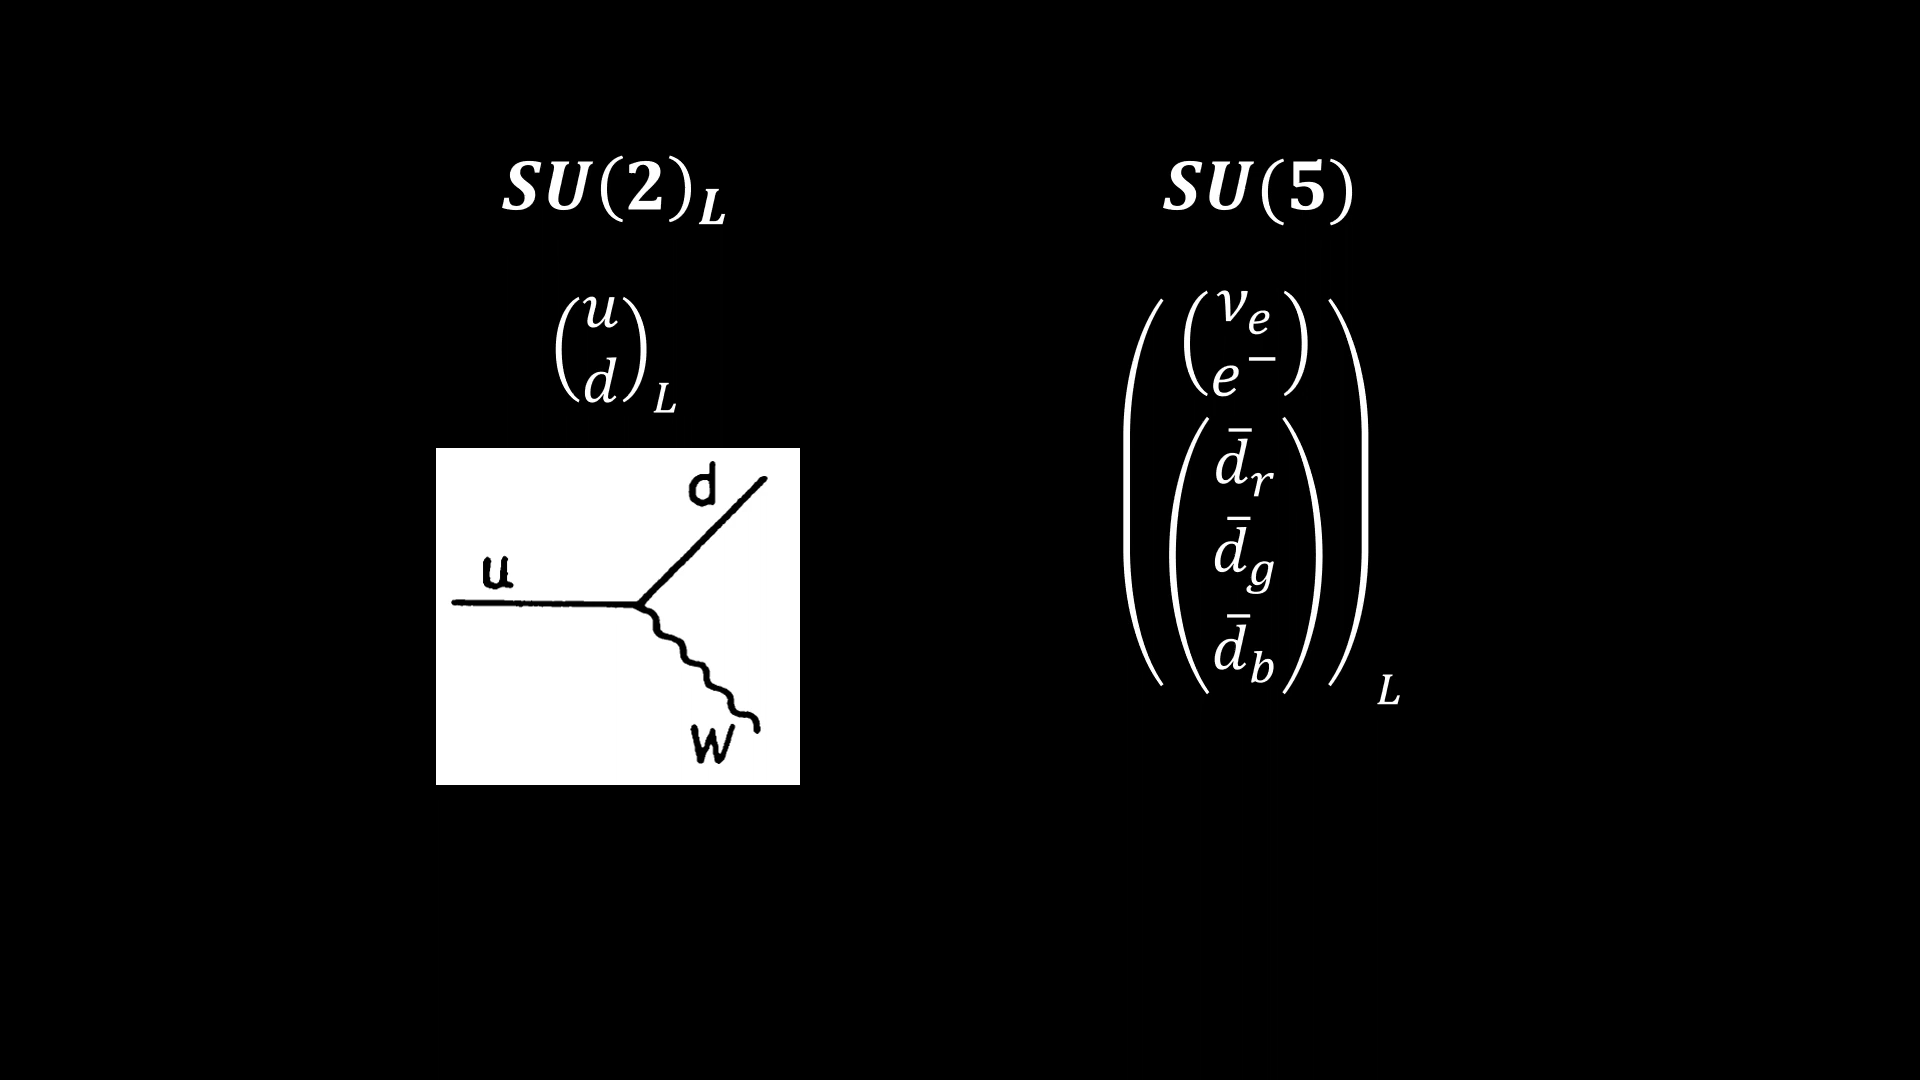 SU(2)_L
(u
d)_L
d
u
W
SU(5)
ν_e
e⁻
d̄_r
d̄_g
d̄_b
L